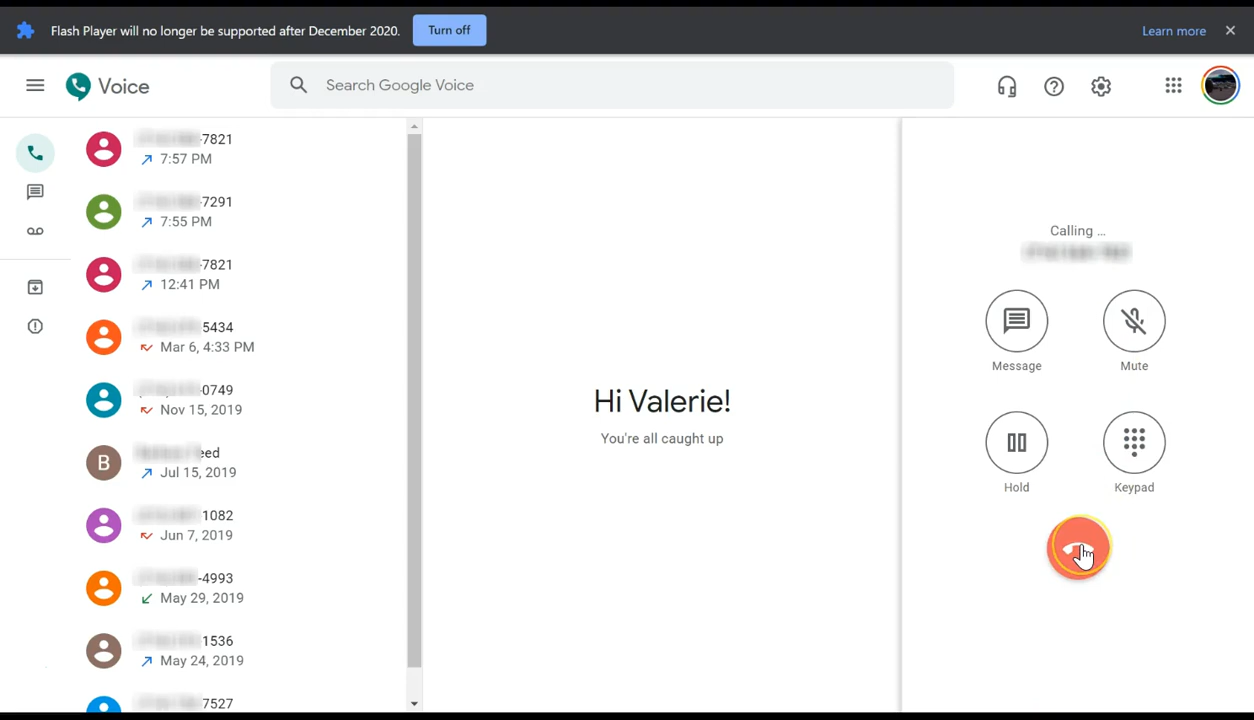 Flash Player will no longer be supported after December 2020.
Turn off
Learn more
Voice
Search Google Voice
-7821
7:57 PM
-7291
7:55 PM
-7821
12:41 PM
5434
Mar 6, 4:33 PM
-0749
Nov 15, 2019
B
eed
Jul 15, 2019
1082
Jun 7, 2019
-4993
May 29, 2019
1536
May 24, 2019
7527
Hi Valerie!
You're all caught up
Calling ...
Message
Mute
Hold
Keypad